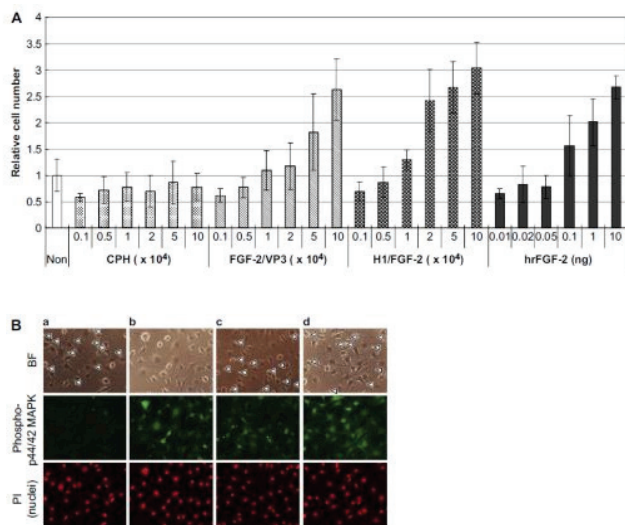 A
Relative cell number
4
3.5
3
2.5
2
1.5
1
0.5
0
Non
0.1 0.5 1 2 5 10 0.1 0.5 1 2 5 10 0.1 0.5 1 2 5 10 0.01 0.02 0.05 0.1 1 10
CPH ( x 10⁴) FGF-2/VP3 ( x 10⁴) H1/FGF-2 ( x 10⁴) hrFGF-2 (ng)
B
a b c d
BF
Phospho-
p44/42 MAPK
PI
(nuclei)